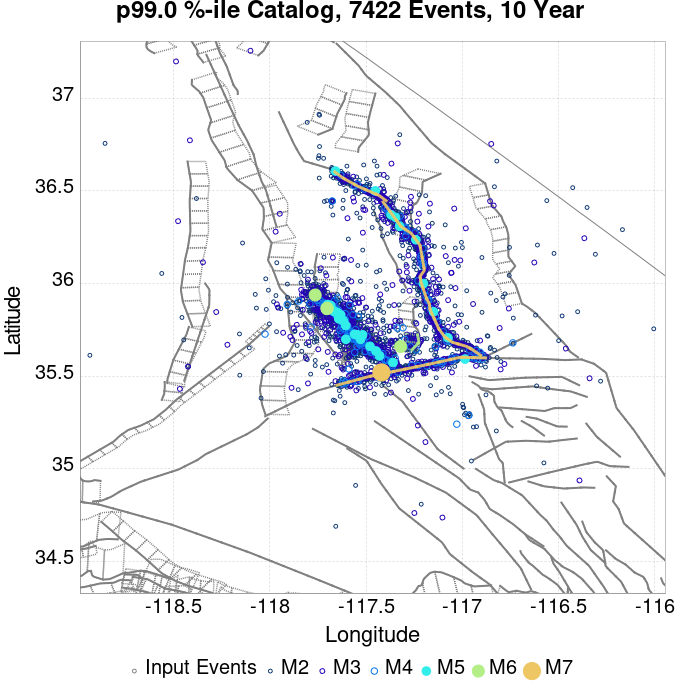 p99.0 %-ile Catalog, 7422 Events, 10 Year
37
36.5
36
35.5
35
34.5
Latitude
-118.5 -118 -117.5 -117 -116.5 -116
Longitude
Input Events M2 M3 M4 M5 M6 M7